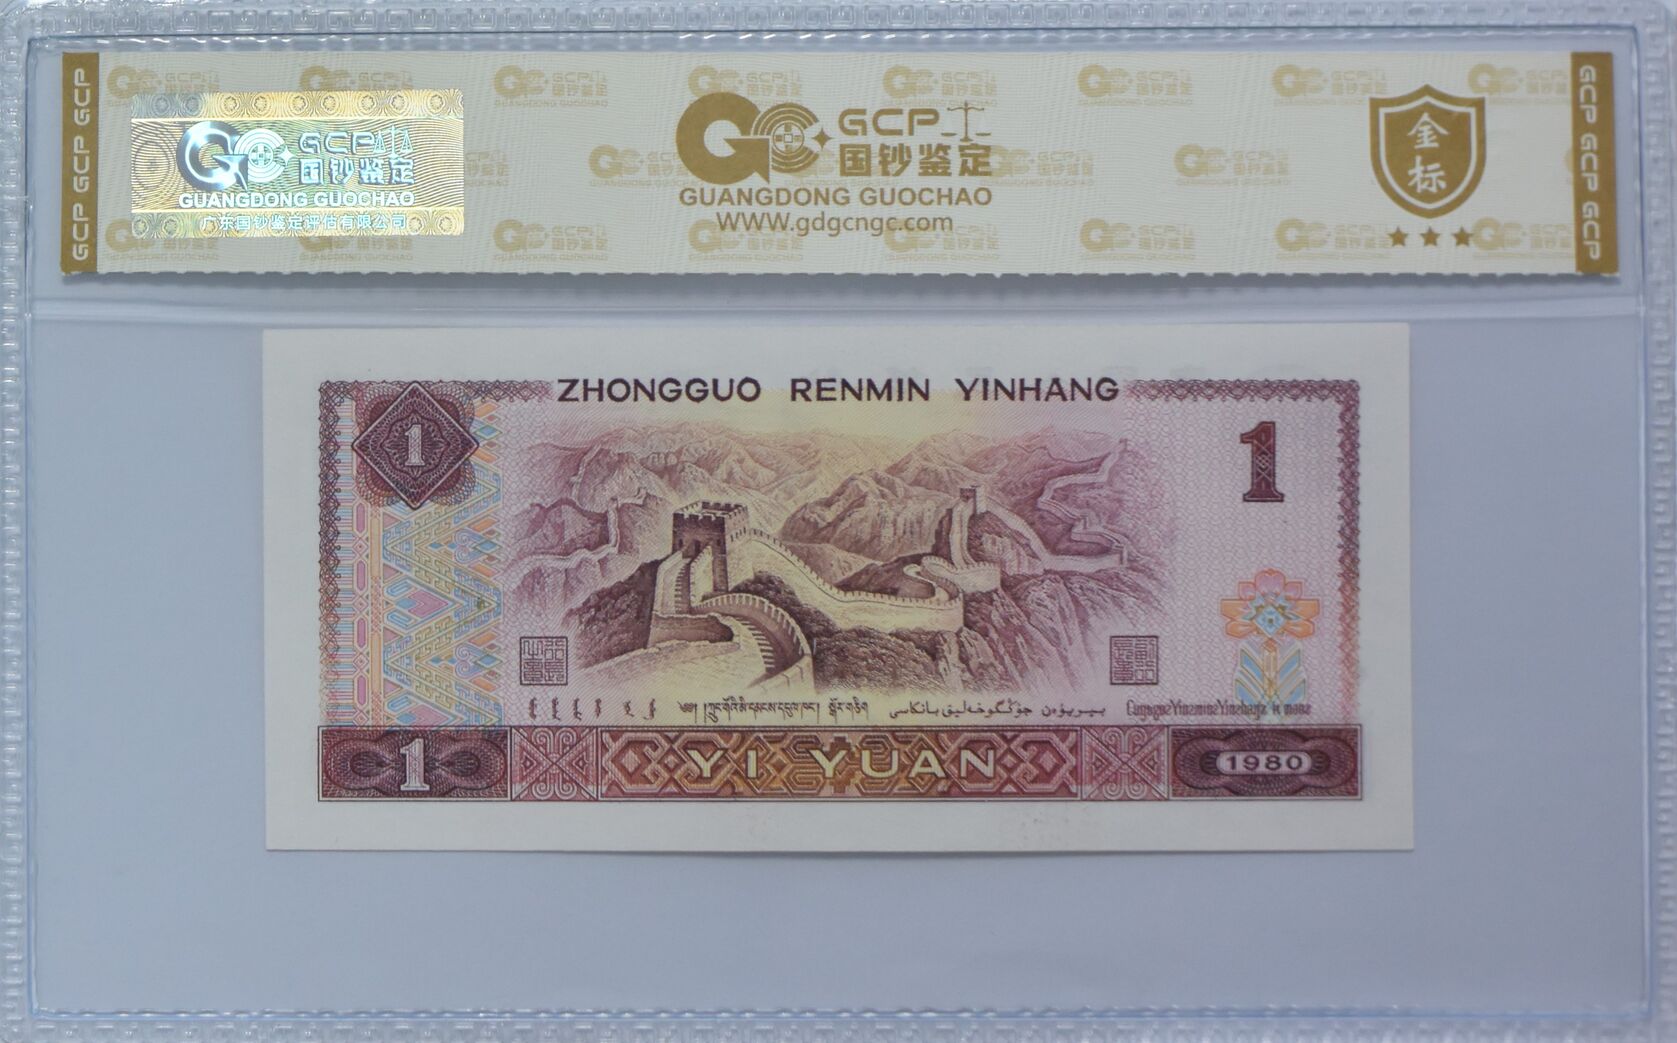 GCP GCP GCP
GCP
国钞鉴定
GUANGDONG GUOCHAO
广东国钞鉴定评估有限公司
GCP
国钞鉴定
GUANGDONG GUOCHAO
WWW.gdgcngc.com
金
标
GCP GCP GCP
ZHONGGUO RENMIN YINHANG
1
1
1
YI YUAN
1980